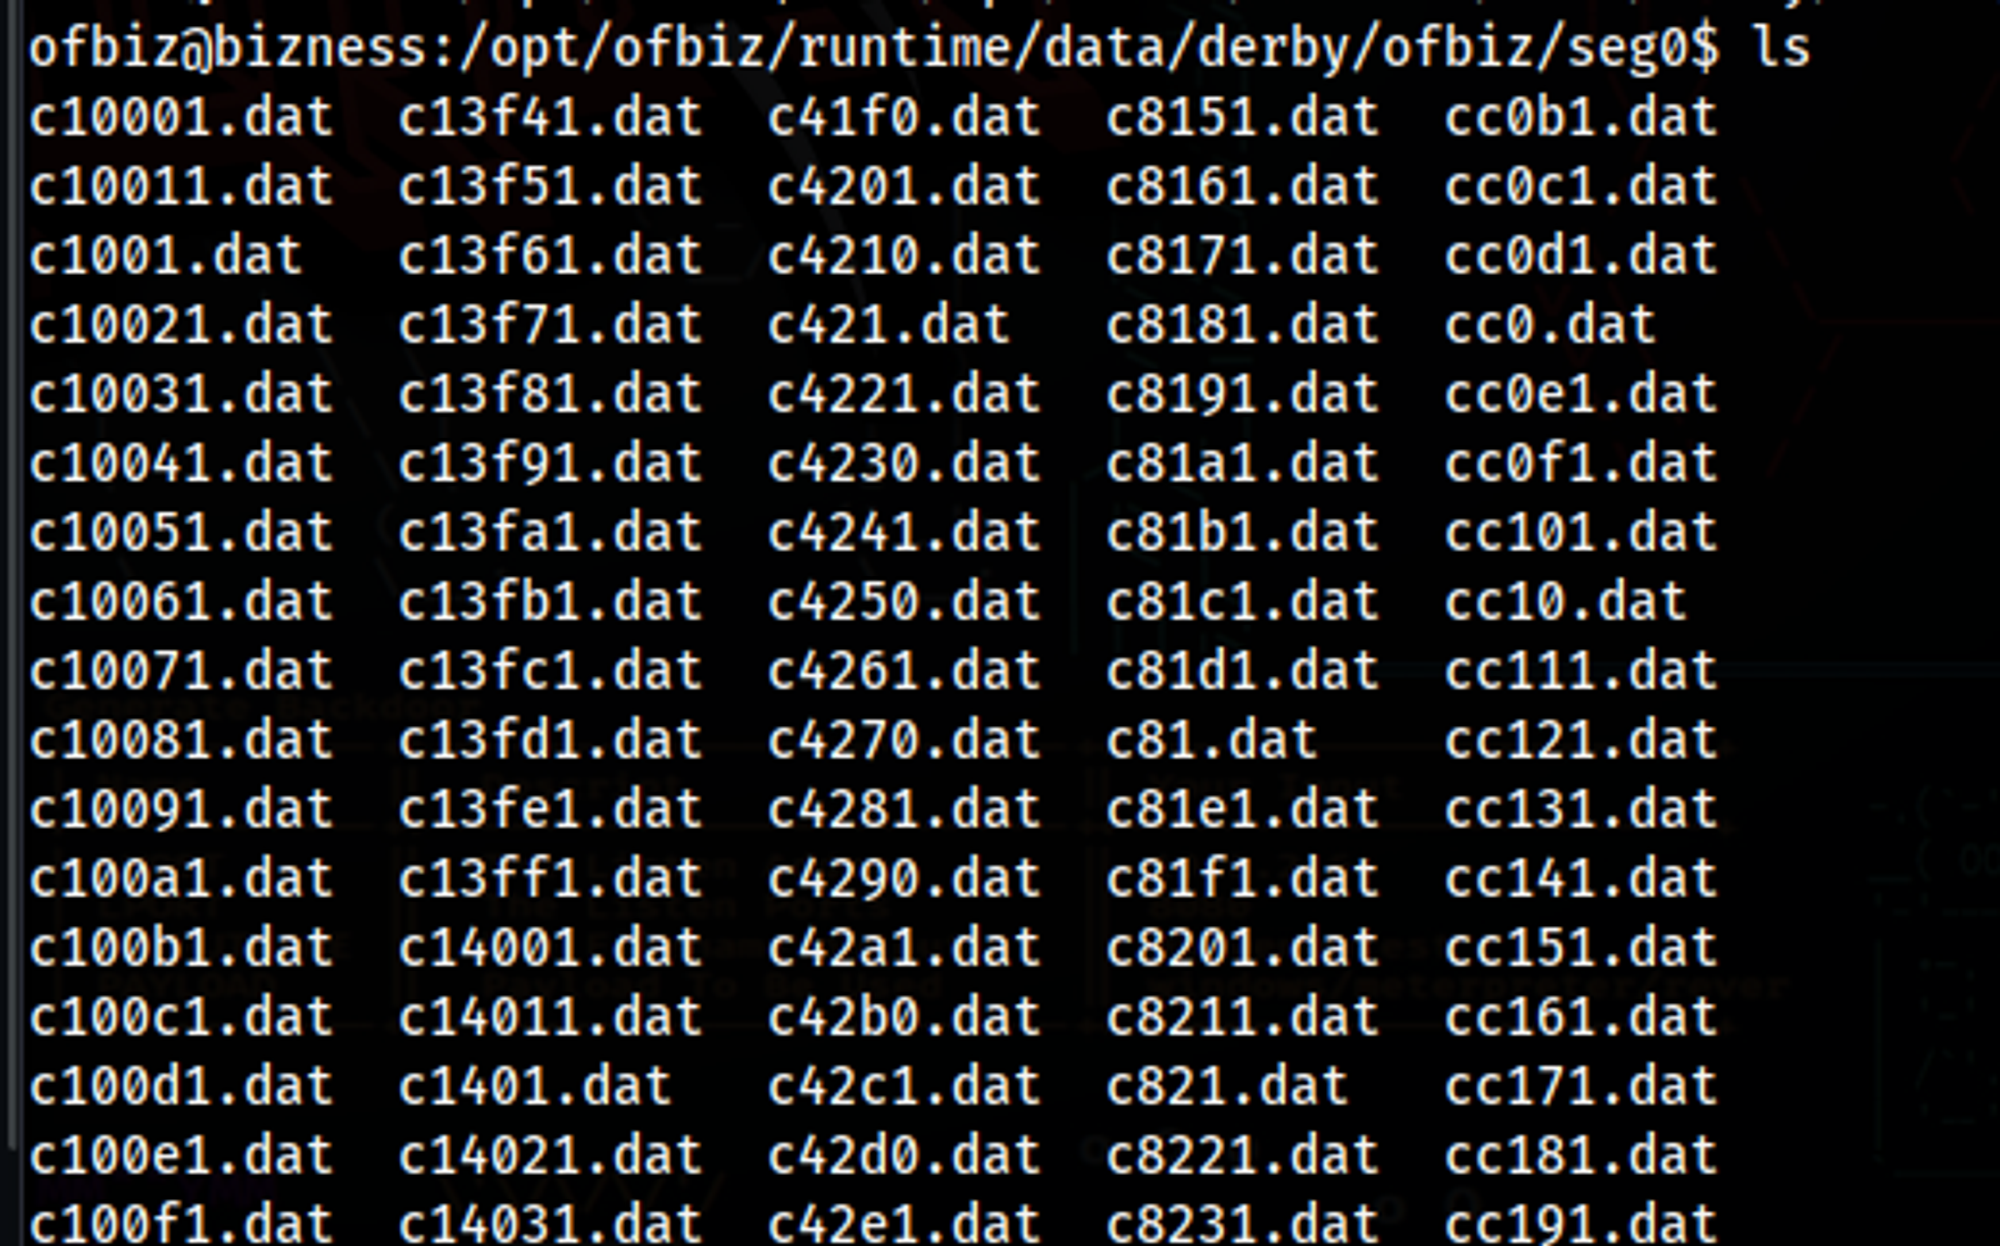 ofbiz@bizness:/opt/ofbiz/runtime/data/derby/ofbiz/seg0$ ls
c10001.dat c13f41.dat c41f0.dat c8151.dat cc0b1.dat
c10011.dat c13f51.dat c4201.dat c8161.dat cc0c1.dat
c1001.dat c13f61.dat c4210.dat c8171.dat cc0d1.dat
c10021.dat c13f71.dat c421.dat c8181.dat cc0.dat
c10031.dat c13f81.dat c4221.dat c8191.dat cc0e1.dat
c10041.dat c13f91.dat c4230.dat c81a1.dat cc0f1.dat
c10051.dat c13fa1.dat c4241.dat c81b1.dat cc101.dat
c10061.dat c13fb1.dat c4250.dat c81c1.dat cc10.dat
c10071.dat c13fc1.dat c4261.dat c81d1.dat cc111.dat
c10081.dat c13fd1.dat c4270.dat c81.dat cc121.dat
c10091.dat c13fe1.dat c4281.dat c81e1.dat cc131.dat
c100a1.dat c13ff1.dat c4290.dat c81f1.dat cc141.dat
c100b1.dat c14001.dat c42a1.dat c8201.dat cc151.dat
c100c1.dat c14011.dat c42b0.dat c8211.dat cc161.dat
c100d1.dat c1401.dat c42c1.dat c821.dat cc171.dat
c100e1.dat c14021.dat c42d0.dat c8221.dat cc181.dat
c100f1.dat c14031.dat c42e1.dat c8231.dat cc191.dat